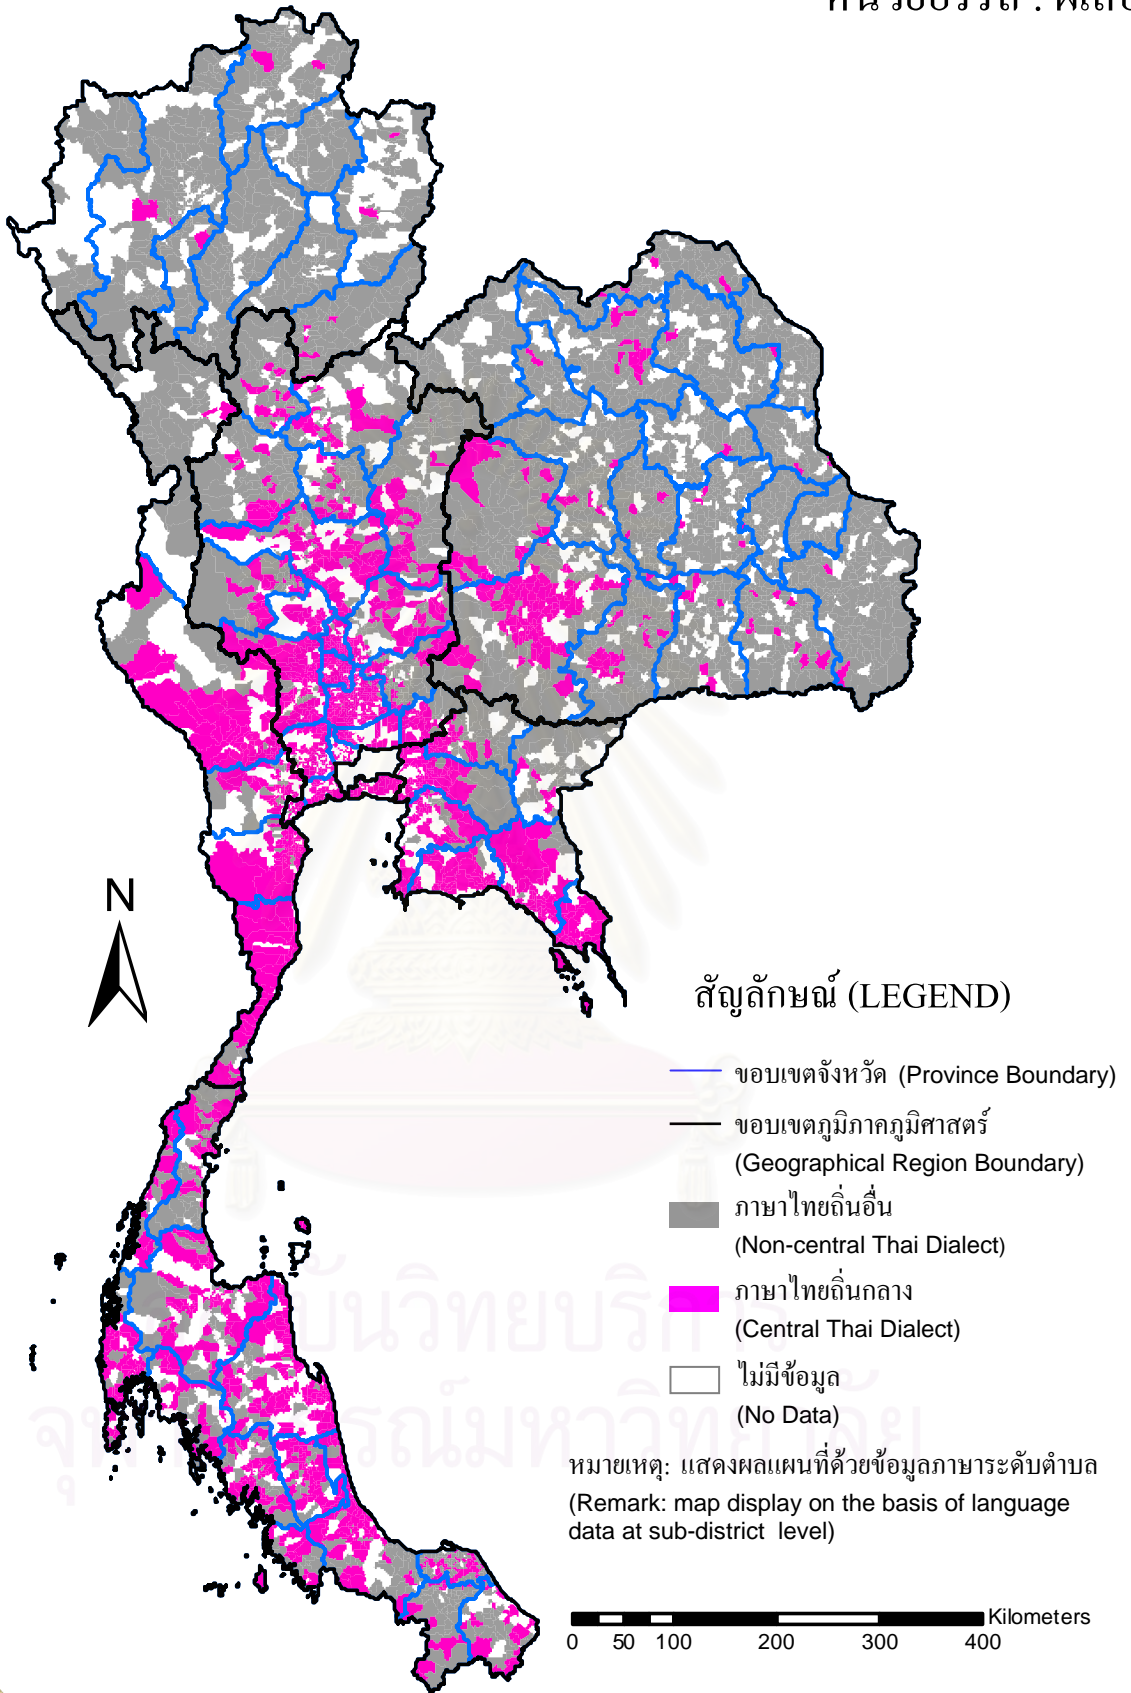 N
สัญลักษณ์ (LEGEND)
ขอบเขตจังหวัด (Province Boundary)
ขอบเขตภูมิภาคภูมิศาสตร์
(Geographical Region Boundary)
ภาษาไทยถิ่นอื่น
(Non-central Thai Dialect)
ภาษาไทยถิ่นกลาง
(Central Thai Dialect)
ไม่มีข้อมูล
(No Data)
หมายเหตุ: แสดงผลแผนที่ด้วยข้อมูลภาษาระดับตำบล
(Remark: map display on the basis of language
data at sub-district level)
Kilometers
0 50 100 200 300 400